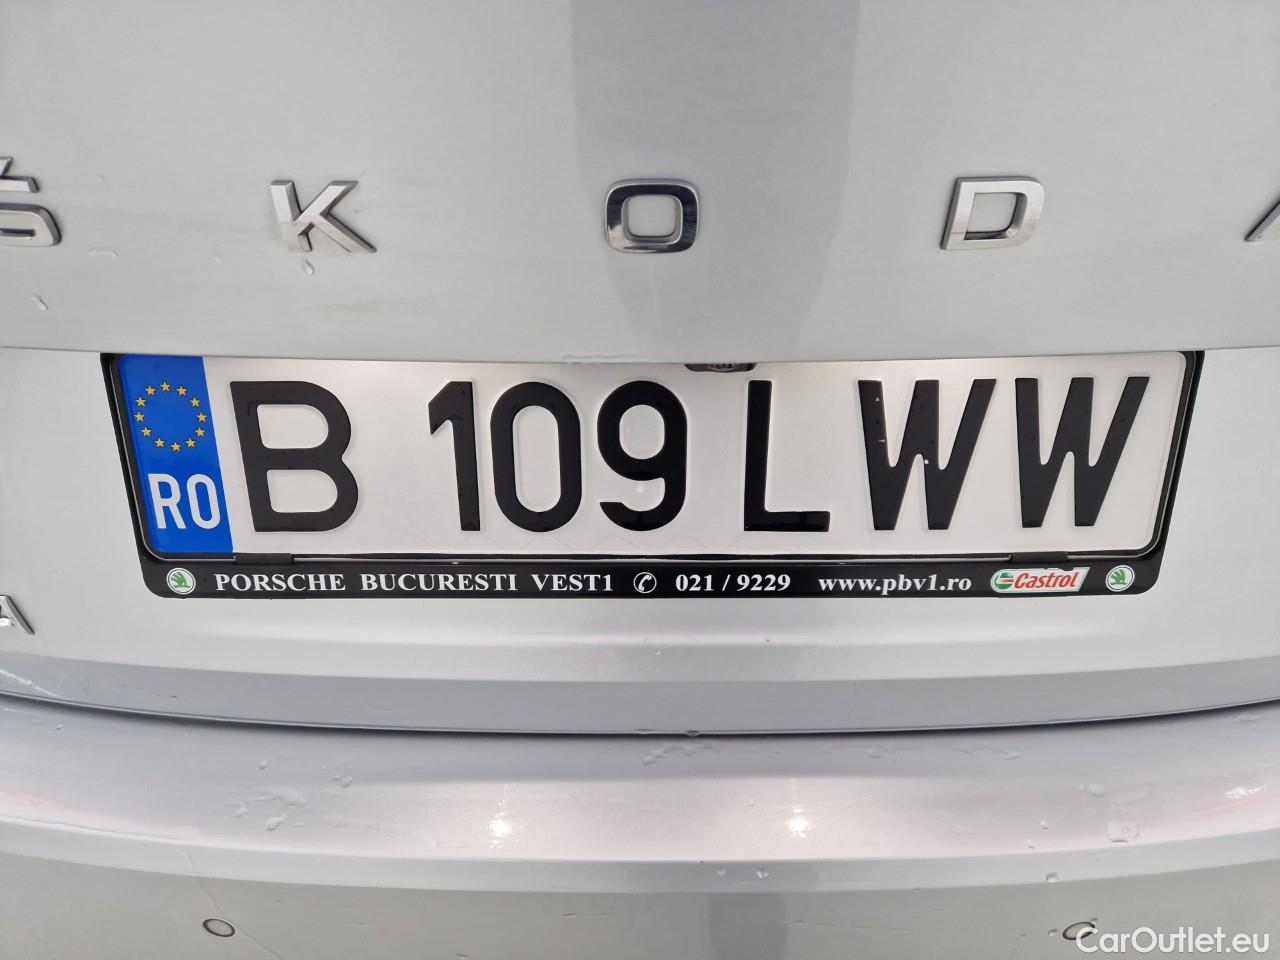 ŠKODA
RO B 109 LWW
PORSCHE BUCURESTI VEST1 ✆ 021 / 9229 www.pbv1.ro Castrol
A
CarOutlet.eu